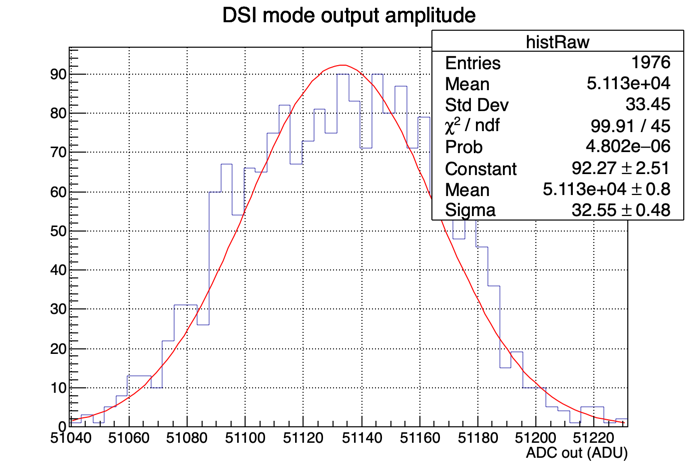 DSI mode output amplitude
histRaw
Entries 1976
Mean 5.113e+04
Std Dev 33.45
χ² / ndf 99.91 / 45
Prob 4.802e−06
Constant 92.27 ± 2.51
Mean 5.113e+04 ± 0.8
Sigma 32.55 ± 0.48
90
80
70
60
50
40
30
20
10
0
51040 51060 51080 51100 51120 51140 51160 51180 51200 51220
ADC out (ADU)